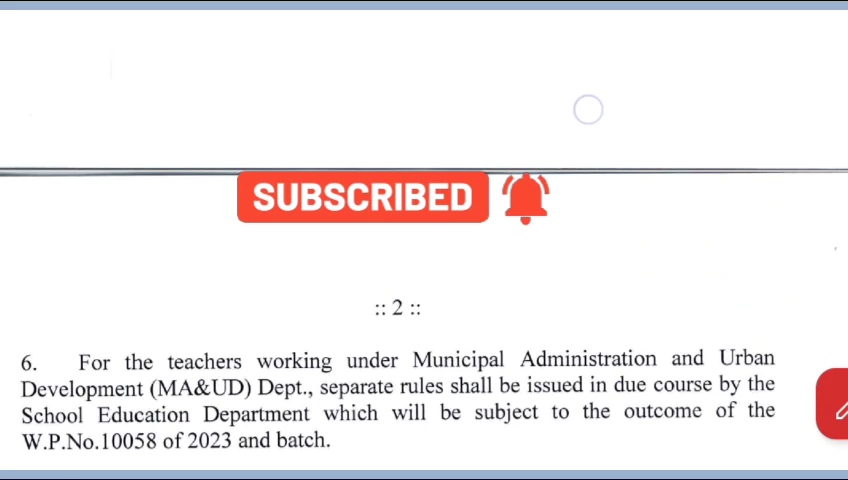 SUBSCRIBED
:: 2 ::
6. For the teachers working under Municipal Administration and Urban
Development (MA&UD) Dept., separate rules shall be issued in due course by the
School Education Department which will be subject to the outcome of the
W.P.No.10058 of 2023 and batch.